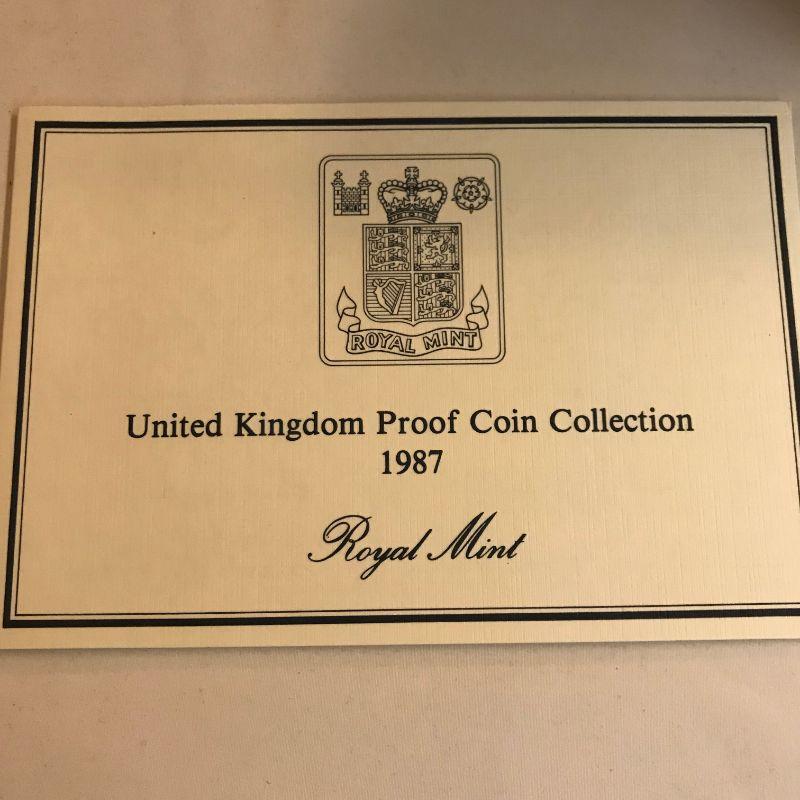 ROYAL MINT
United Kingdom Proof Coin Collection
1987
Royal Mint